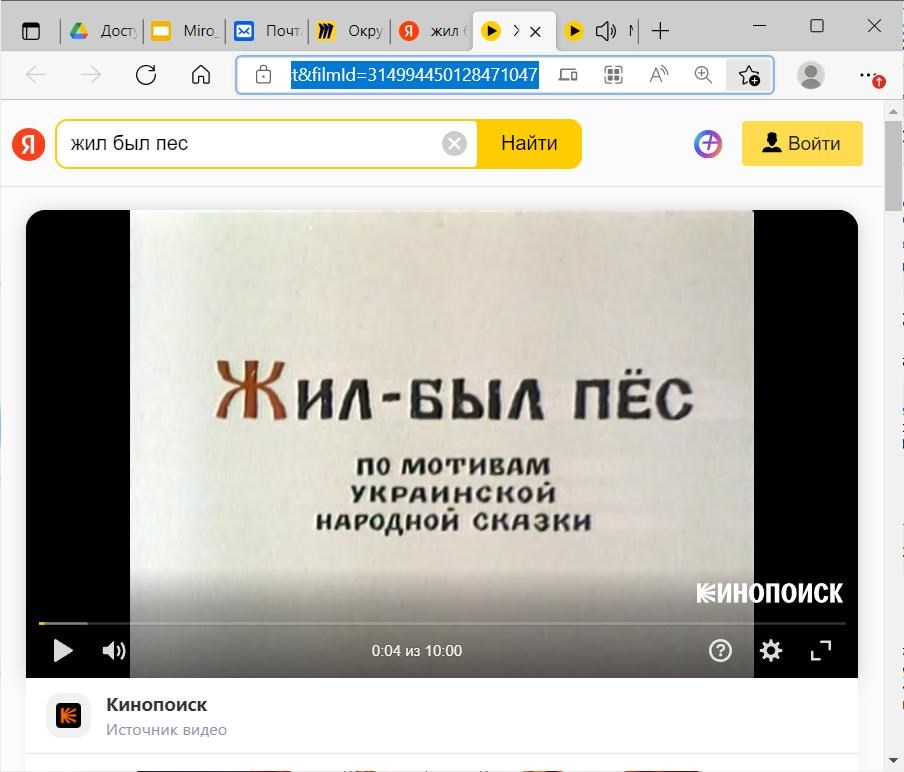 Дост
Miro_
Почт
Окру
жил
t&filmId=314994450128471047
Я
жил был пес
Найти
Войти
Жил-был пёс
по мотивам
украинской
народной сказки
КИНОПОИСК
0:04 из 10:00
Кинопоиск
Источник видео